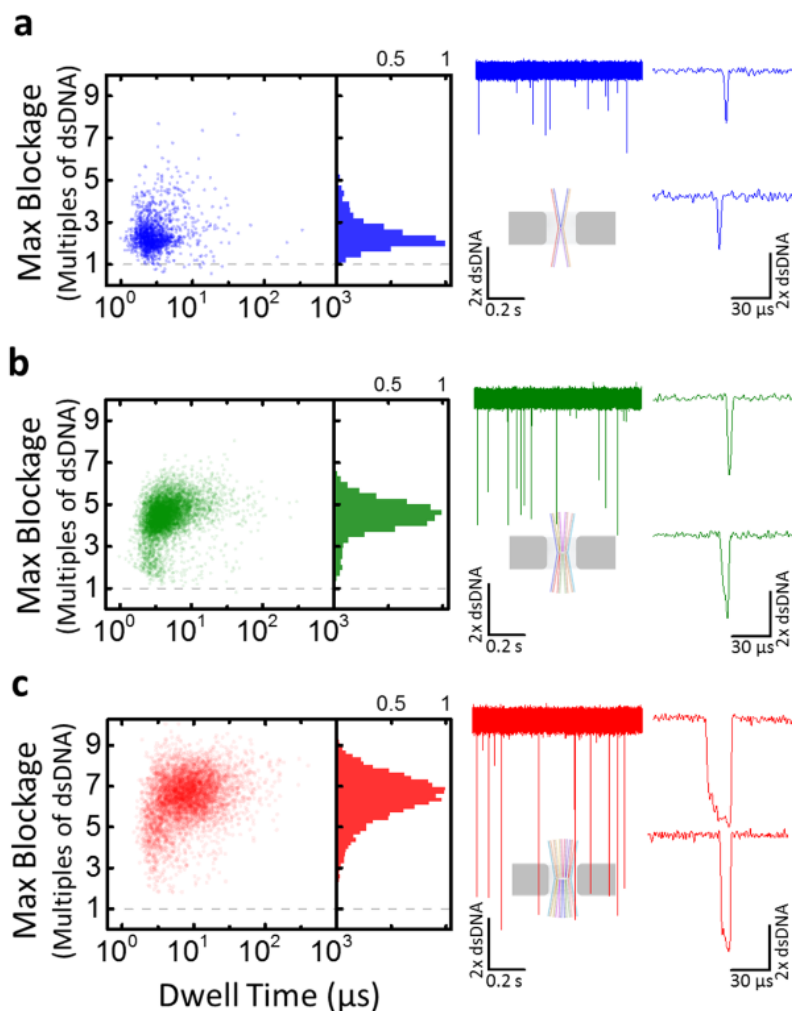 a
0.5 1
9
7
5
3
1
Max Blockage
(Multiples of dsDNA)
10⁰ 10¹ 10² 10³
2x dsDNA
0.2 s
30 µs
2x dsDNA
b
0.5 1
9
7
5
3
1
Max Blockage
(Multiples of dsDNA)
10⁰ 10¹ 10² 10³
2x dsDNA
0.2 s
30 µs
2x dsDNA
c
0.5 1
9
7
5
3
1
Max Blockage
(Multiples of dsDNA)
10⁰ 10¹ 10² 10³
2x dsDNA
0.2 s
30 µs
2x dsDNA
Dwell Time (µs)